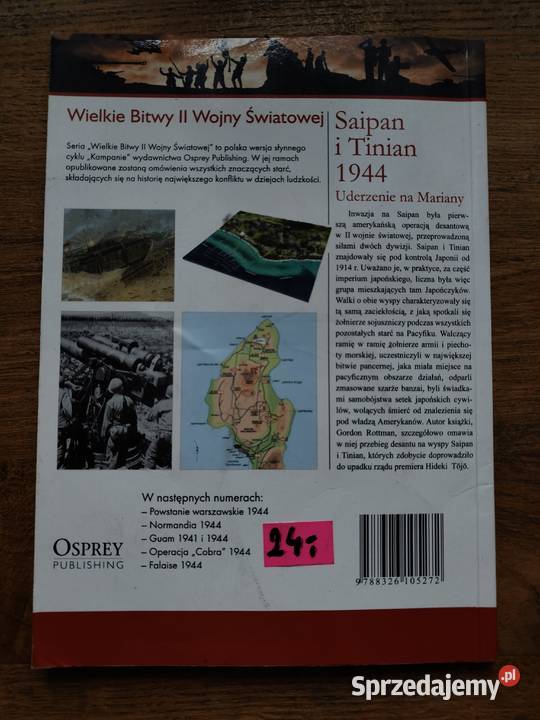 Wielkie Bitwy II Wojny Światowej
Seria „Wielkie Bitwy II Wojny Światowej” to polska wersja słynnego
cyklu „Kampanie” wydawnictwa Osprey Publishing. W jej ramach
opublikowane zostaną omówienia wszystkich znaczących starć,
składających się na historię największego konfliktu w dziejach ludzkości.
Saipan
i Tinian
1944
Uderzenie na Mariany
Inwazja na Saipan była pierw-
szą amerykańską operacją desantową
w II wojnie światowej, przeprowadzoną
siłami dwóch dywizji. Saipan i Tinian
znajdowały się pod kontrolą Japonii od
1914 r. Uważano je, w praktyce, za część
imperium japońskiego, liczna była więc
grupa mieszkających tam Japończyków.
Walki o obie wyspy charakteryzowały się
tą samą zaciekłością, z jaką spotkali się
żołnierze sojuszniczy podczas wszystkich
pozostałych starć na Pacyfiku. Walczący
ramię w ramię żołnierze armii i piecho-
ty morskiej, uczestniczyli w największej
bitwie pancernej, jaka miała miejsce na
pacyficznym obszarze działań, odparli
zmasowane szarże banzai, byli świadka-
mi samobójstwa setek japońskich cywi-
lów, wolących śmierć od znalezienia się
pod władzą Amerykanów. Autor książki,
Gordon Rottman, szczegółowo omawia
w niej przebieg desantu na wyspy Saipan
i Tinian, których zdobycie doprowadziło
do upadku rządu premiera Hideki Tōjō.
W następnych numerach:
– Powstanie warszawskie 1944
– Normandia 1944
– Guam 1941 i 1944
– Operacja „Cobra” 1944
– Falaise 1944
24,-
OSPREY
PUBLISHING
9 788326 105272
Sprzedajemy.pl